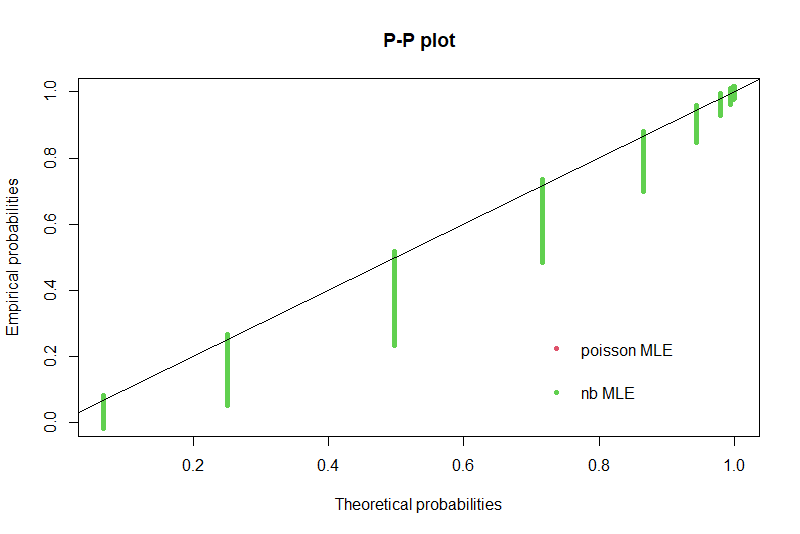 P-P plot
1.0
0.8
0.6
0.4
0.2
0.0
Empirical probabilities
poisson MLE
nb MLE
0.2
0.4
0.6
0.8
1.0
Theoretical probabilities